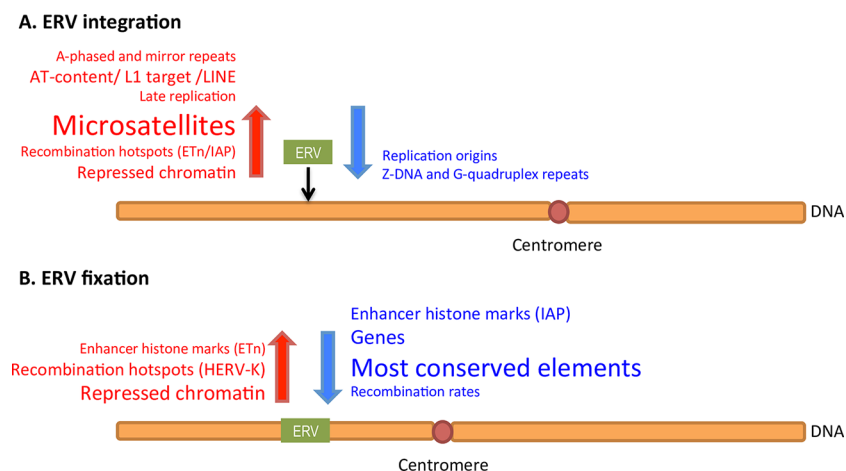 A. ERV integration
A-phased and mirror repeats
AT-content/ L1 target /LINE
Late replication
Microsatellites
Recombination hotspots (ETn/IAP)
Repressed chromatin
ERV
Replication origins
Z-DNA and G-quadruplex repeats
DNA
Centromere
B. ERV fixation
Enhancer histone marks (ETn)
Recombination hotspots (HERV-K)
Repressed chromatin
Enhancer histone marks (IAP)
Genes
Most conserved elements
Recombination rates
ERV
DNA
Centromere